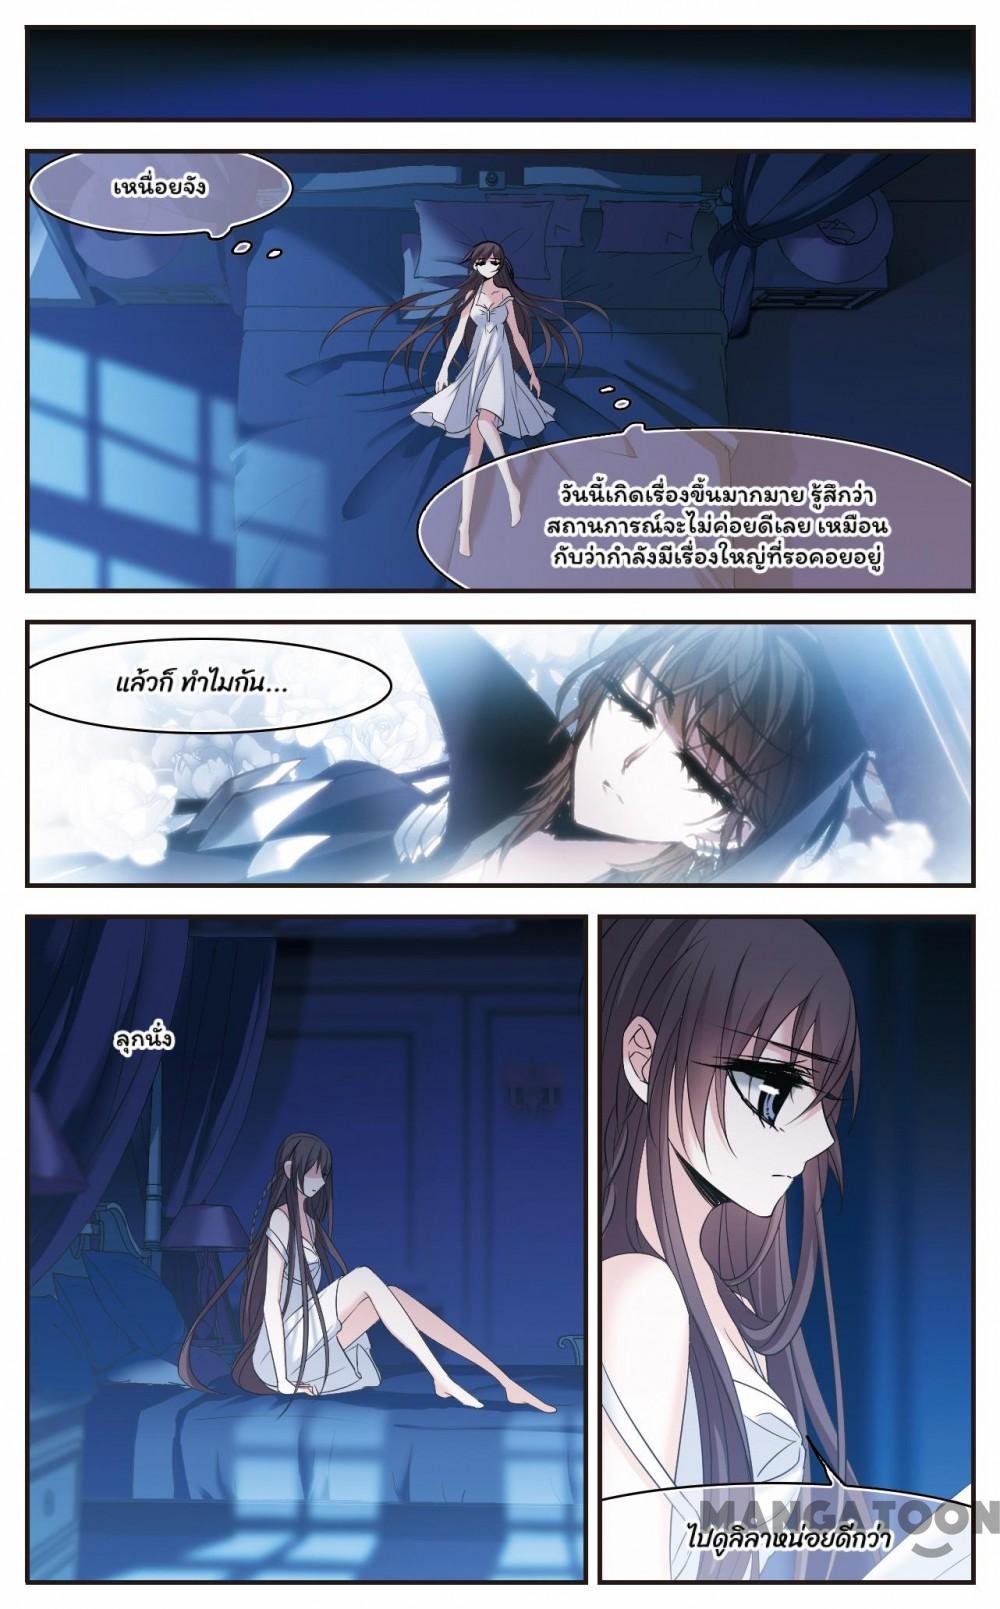 เหนื่อยจัง
วันนี้เกิดเรื่องขึ้นมากมาย รู้สึกว่า
สถานการณ์จะไม่ค่อยดีเลย เหมือน
กับว่ากำลังมีเรื่องใหญ่ที่รอคอยอยู่
แล้วก็ ทำไมกัน...
ลุกนั่ง
ไปดูลิลาหน่อยดีกว่า
MANGATOON